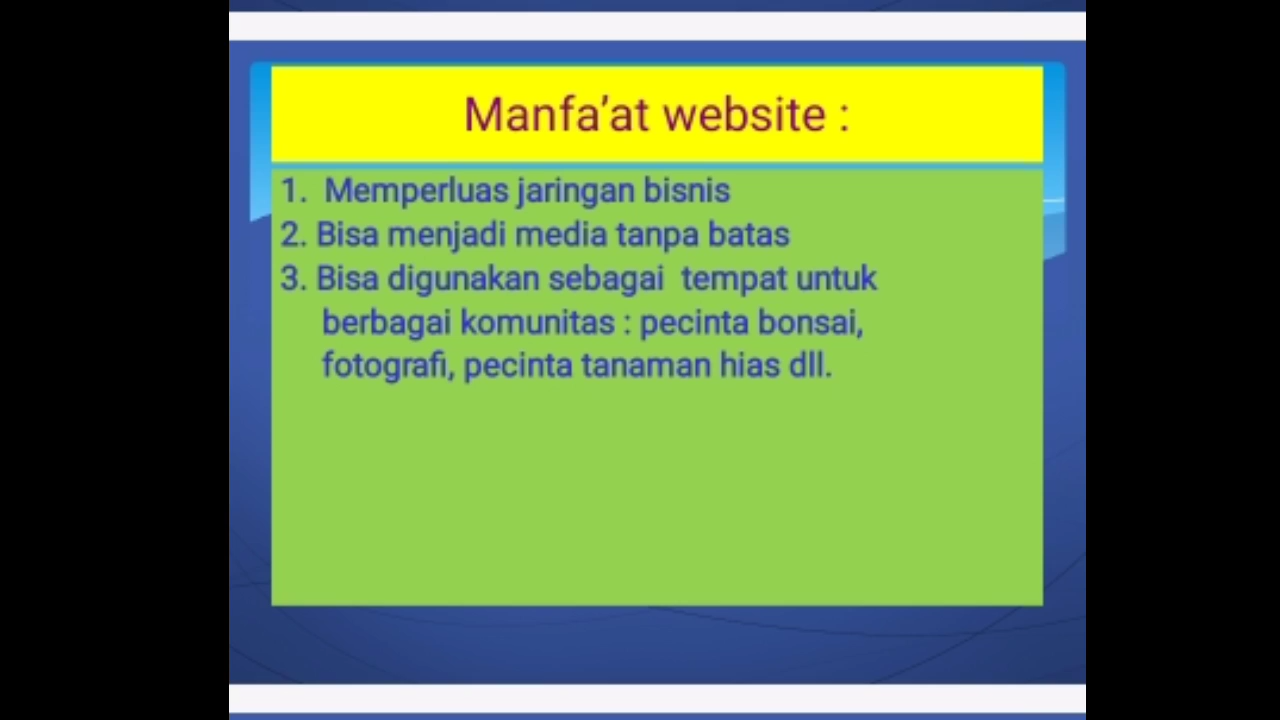 Manfa’at website :
1.  Memperluas jaringan bisnis
2. Bisa menjadi media tanpa batas
3. Bisa digunakan sebagai  tempat untuk
berbagai komunitas : pecinta bonsai,
fotografi, pecinta tanaman hias dll.